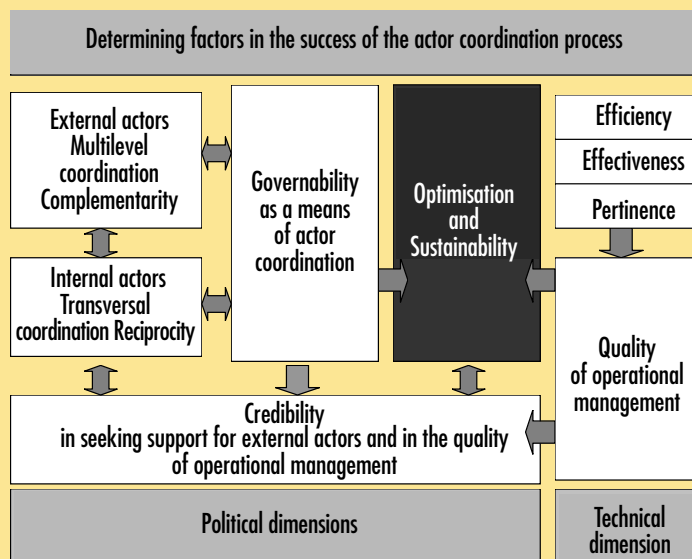 Determining factors in the success of the actor coordination process
External actors
Multilevel
coordination
Complementarity
Internal actors
Transversal
coordination Reciprocity
Governability
as a means
of actor
coordination
Optimisation
and
Sustainability
Efficiency
Effectiveness
Pertinence
Quality
of operational
management
Credibility
in seeking support for external actors and in the quality
of operational management
Political dimensions
Technical
dimension